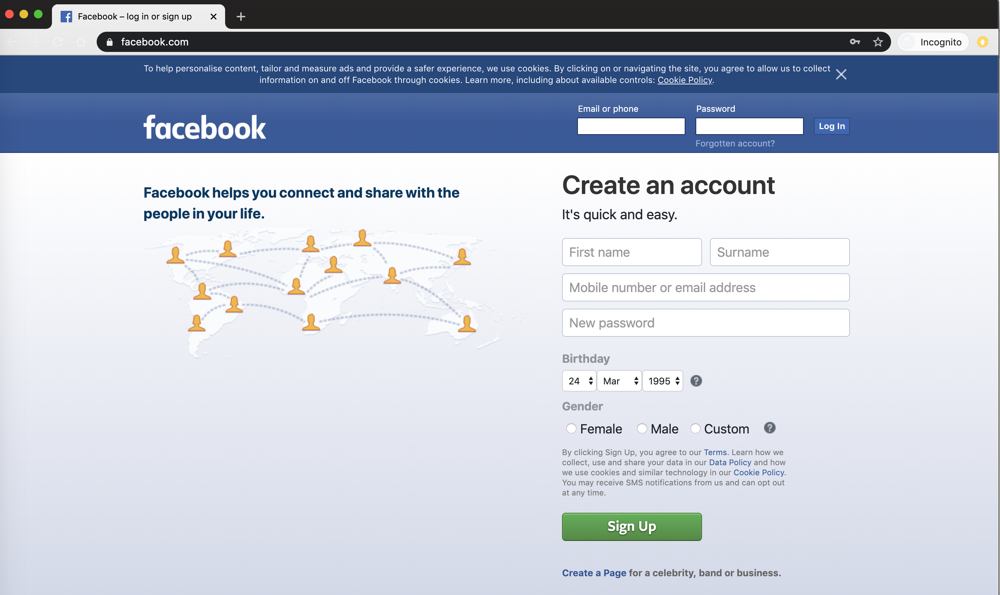 Facebook – log in or sign up
facebook.com
Incognito
To help personalise content, tailor and measure ads and provide a safer experience, we use cookies. By clicking on or navigating the site, you agree to allow us to collect
information on and off Facebook through cookies. Learn more, including about available controls: Cookie Policy.
facebook
Email or phone
Password
Log In
Forgotten account?
Facebook helps you connect and share with the
people in your life.
Create an account
It's quick and easy.
First name
Surname
Mobile number or email address
New password
Birthday
24 Mar 1995 ?
Gender
Female Male Custom ?
By clicking Sign Up, you agree to our Terms. Learn how we
collect, use and share your data in our Data Policy and how
we use cookies and similar technology in our Cookie Policy.
You may receive SMS notifications from us and can opt out
at any time.
Sign Up
Create a Page for a celebrity, band or business.